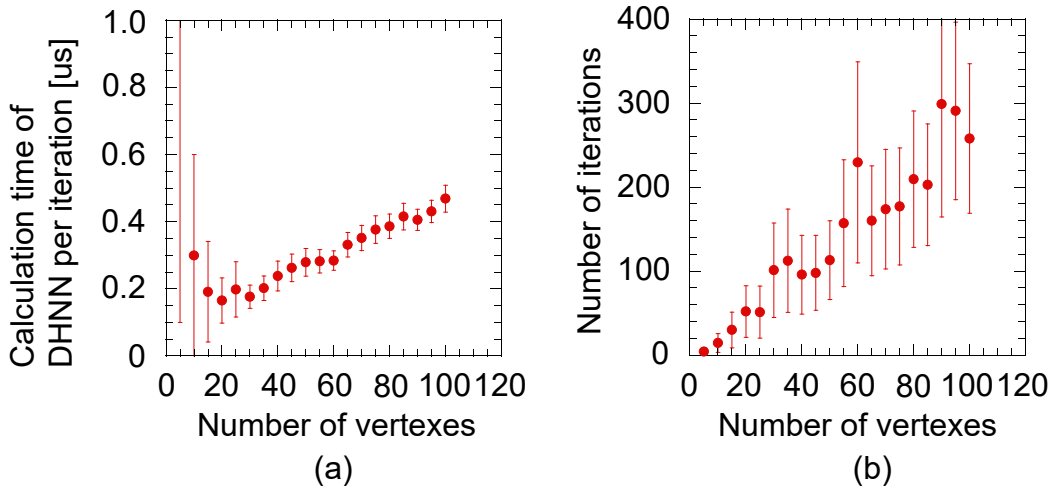 Calculation time of
DHNN per iteration [us]
1.0
0.8
0.6
0.4
0.2
0
0 20 40 60 80 100 120
Number of vertexes
(a)
Number of iterations
400
300
200
100
0
0 20 40 60 80 100 120
Number of vertexes
(b)